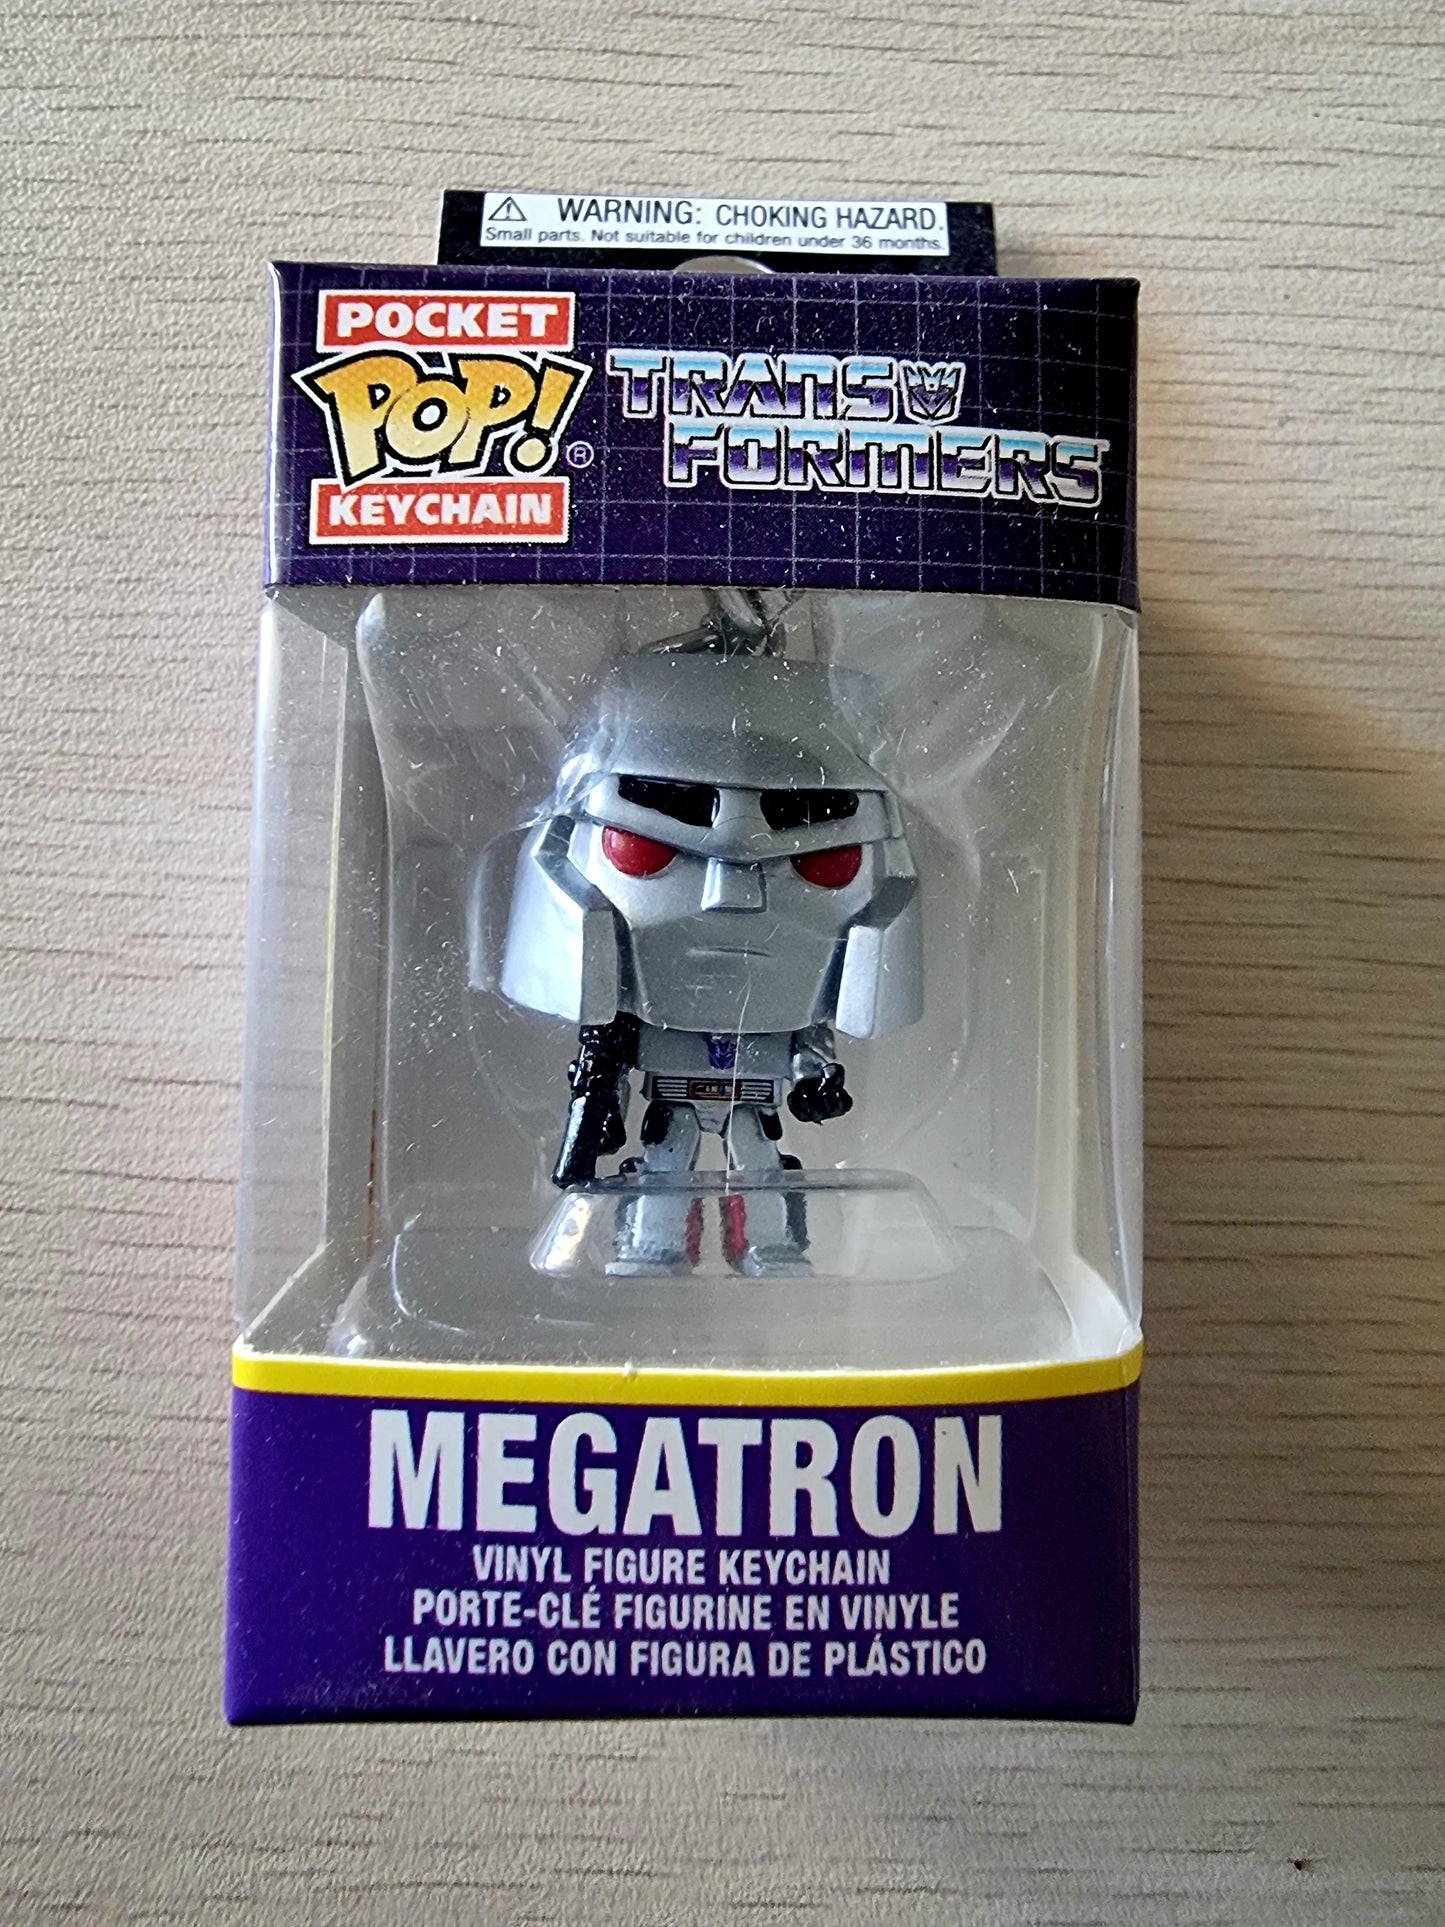 WARNING: CHOKING HAZARD.
Small parts. Not suitable for children under 36 months.
POCKET
POP!®
KEYCHAIN
TRANS
FORMERS
MEGATRON
VINYL FIGURE KEYCHAIN
PORTE-CLÉ FIGURINE EN VINYLE
LLAVERO CON FIGURA DE PLÁSTICO